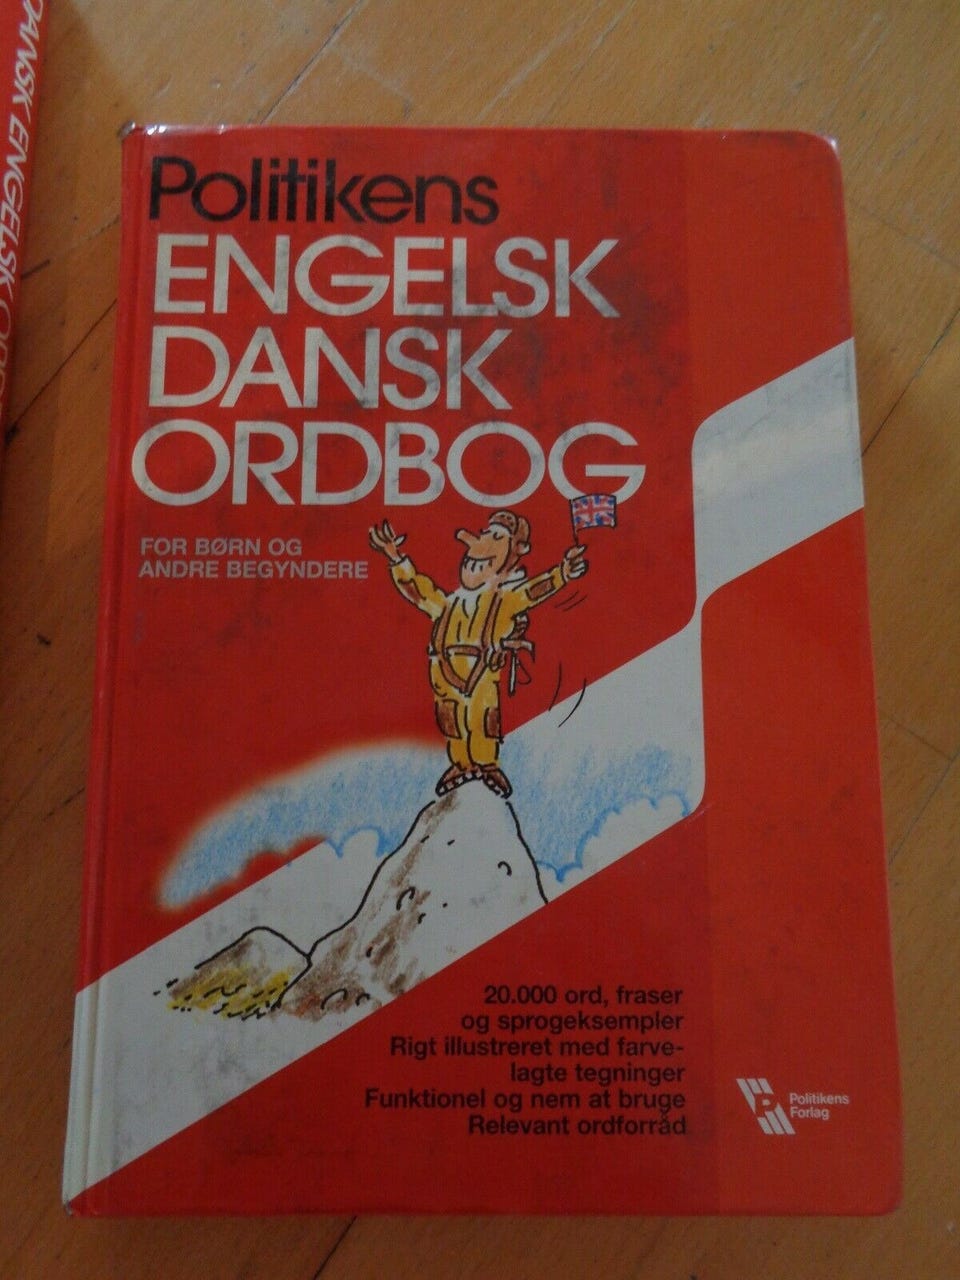 DANSK ENGELSK
Politikens
ENGELSK
DANSK
ORDBOG
FOR BØRN OG
ANDRE BEGYNDERE
20.000 ord, fraser
og sprogeksempler
Rigt illustreret med farve-
lagte tegninger
Funktionel og nem at bruge
Relevant ordforråd
Politikens
Forlag